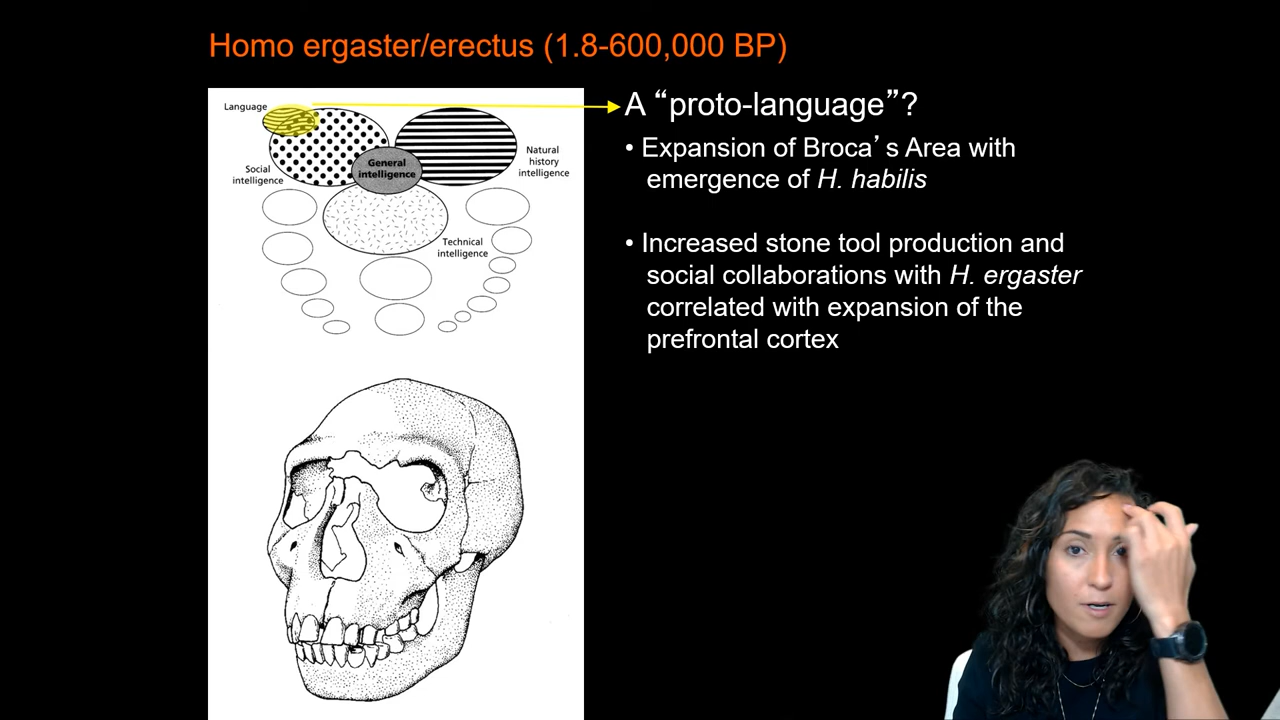 Homo ergaster/erectus (1.8-600,000 BP)
Language
Social
intelligence
General
intelligence
Natural
history
intelligence
Technical
intelligence
A “proto-language”?
• Expansion of Broca’s Area with
emergence of H. habilis
• Increased stone tool production and
social collaborations with H. ergaster
correlated with expansion of the
prefrontal cortex